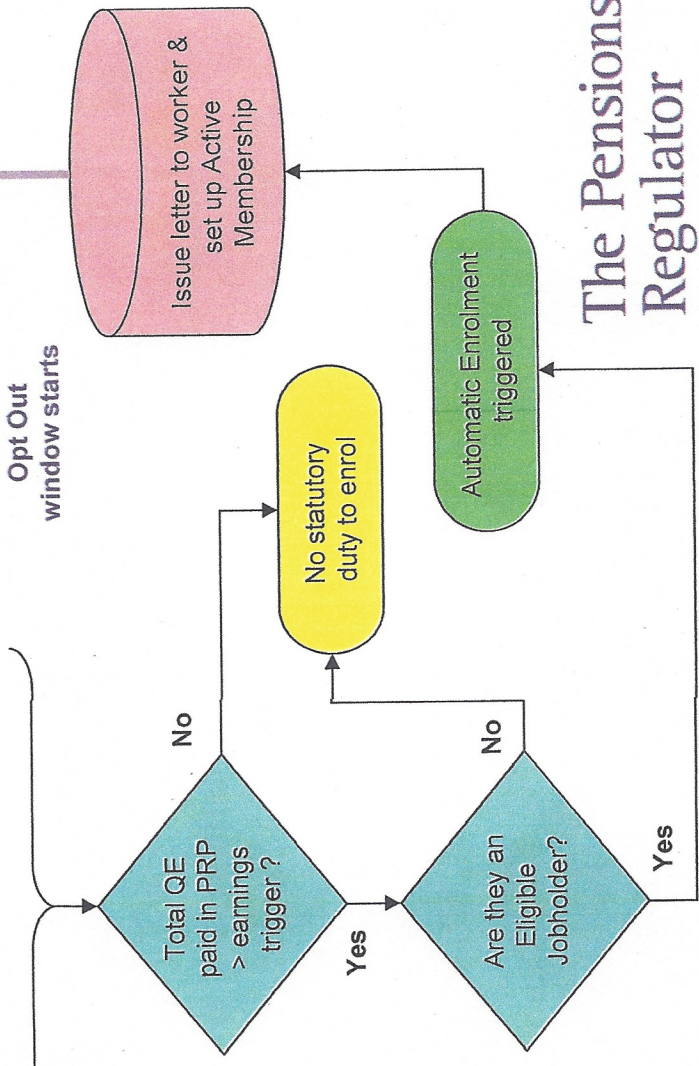 Opt Out
window starts
Issue letter to worker &
set up Active
Membership
Total QE
paid in PRP
> earnings
trigger ?
No
No statutory
duty to enrol
Yes
Are they an
Eligible
Jobholder?
No
Yes
Automatic Enrolment
triggered
The Pensions
Regulator